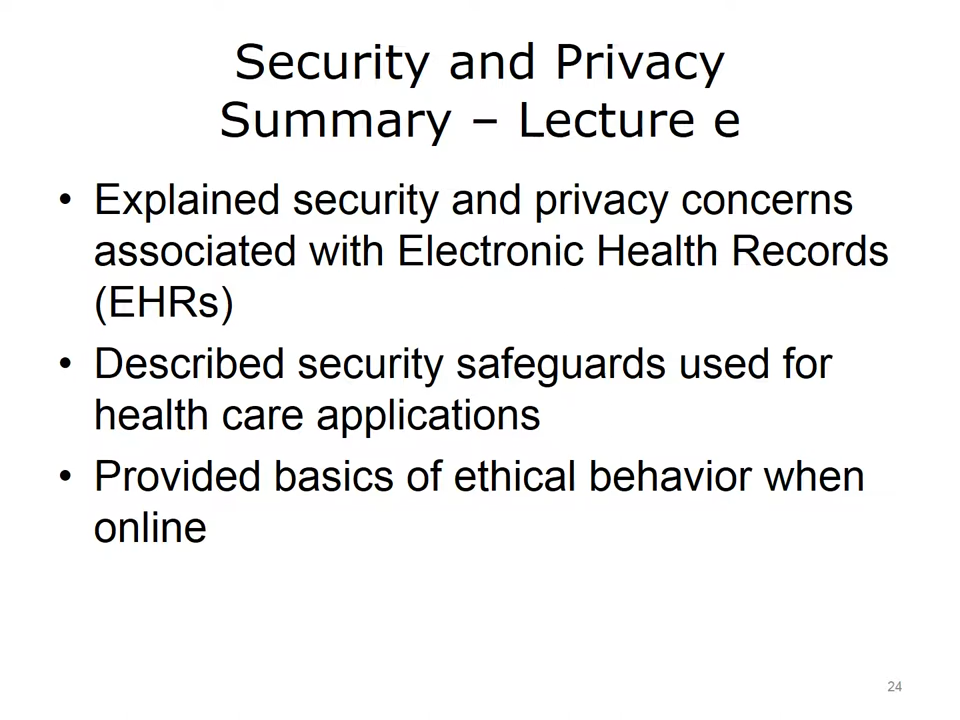 Security and Privacy
Summary – Lecture e
• Explained security and privacy concerns
associated with Electronic Health Records
(EHRs)
• Described security safeguards used for
health care applications
• Provided basics of ethical behavior when
online
24